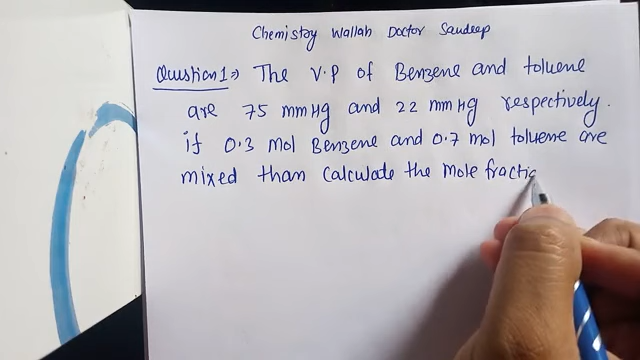 Chemistry Wallah Doctor Sandeep
Question 1 ⇒ The V.P of Benzene and toluene
are 75 mmHg and 22 mmHg respectively.
if 0.3 mol Benzene and 0.7 mol toluene are
mixed than calculate the mole fractio